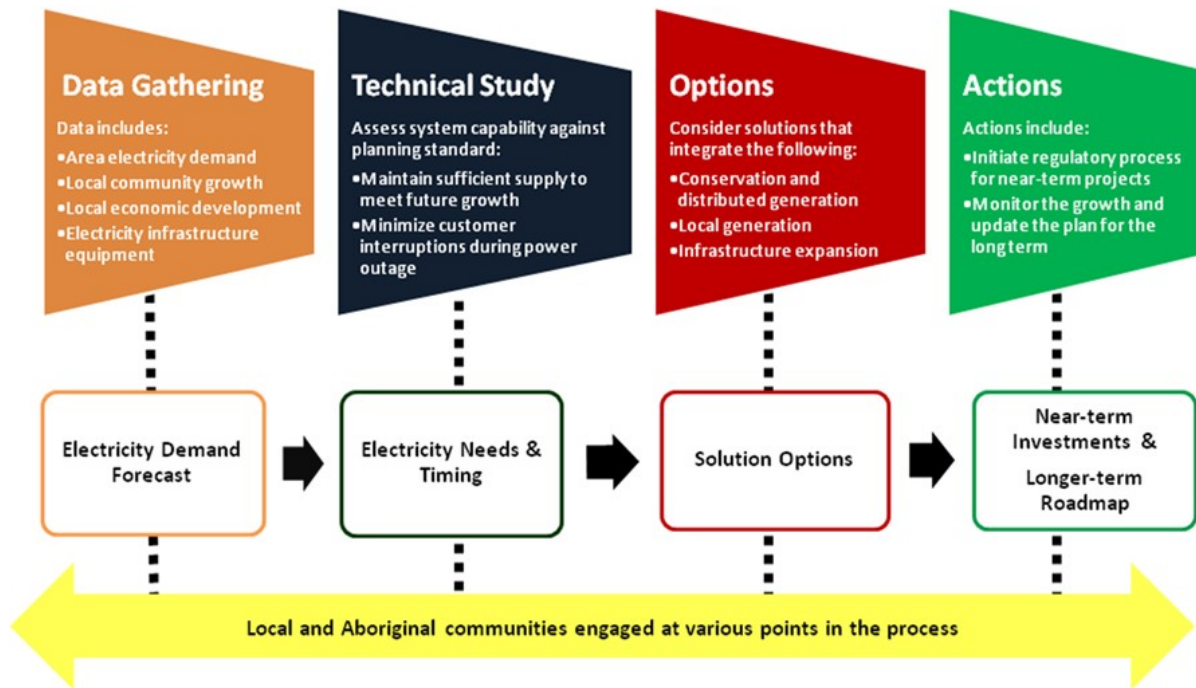 Data Gathering
Data includes:
•Area electricity demand
•Local community growth
•Local economic development
•Electricity infrastructure
equipment
Technical Study
Assess system capability against
planning standard:
•Maintain sufficient supply to
meet future growth
•Minimize customer
interruptions during power
outage
Options
Consider solutions that
integrate the following:
•Conservation and
distributed generation
•Local generation
•Infrastructure expansion
Actions
Actions include:
•Initiate regulatory process
for near-term projects
•Monitor the growth and
update the plan for the
long term
Electricity Demand
Forecast
Electricity Needs &
Timing
Solution Options
Near-term
Investments &
Longer-term
Roadmap
Local and Aboriginal communities engaged at various points in the process